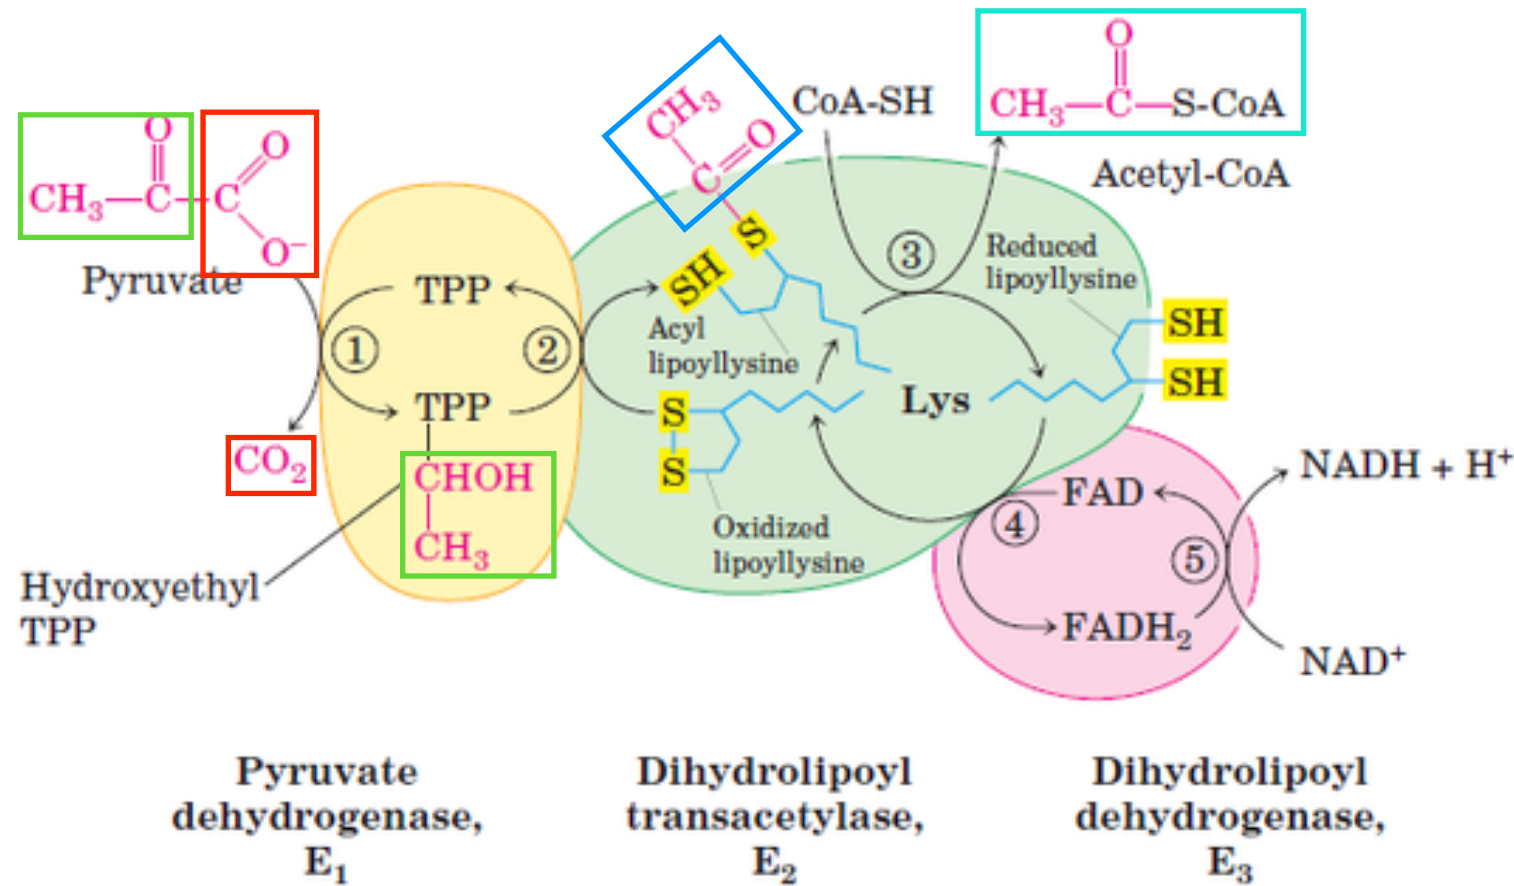 O
CH₃—C—C
O
O⁻
Pyruvate
①
CO₂
TPP
TPP
CHOH
CH₃
Hydroxyethyl
TPP
②
CH₃
C
O
S
SH
Acyl
lipoyllysine
S
S
Oxidized
lipoyllysine
CoA-SH
③
O
CH₃—C—S-CoA
Acetyl-CoA
Reduced
lipoyllysine
SH
SH
Lys
④
FAD
FADH₂
⑤
NADH + H⁺
NAD⁺
Pyruvate
dehydrogenase,
E₁
Dihydrolipoyl
transacetylase,
E₂
Dihydrolipoyl
dehydrogenase,
E₃